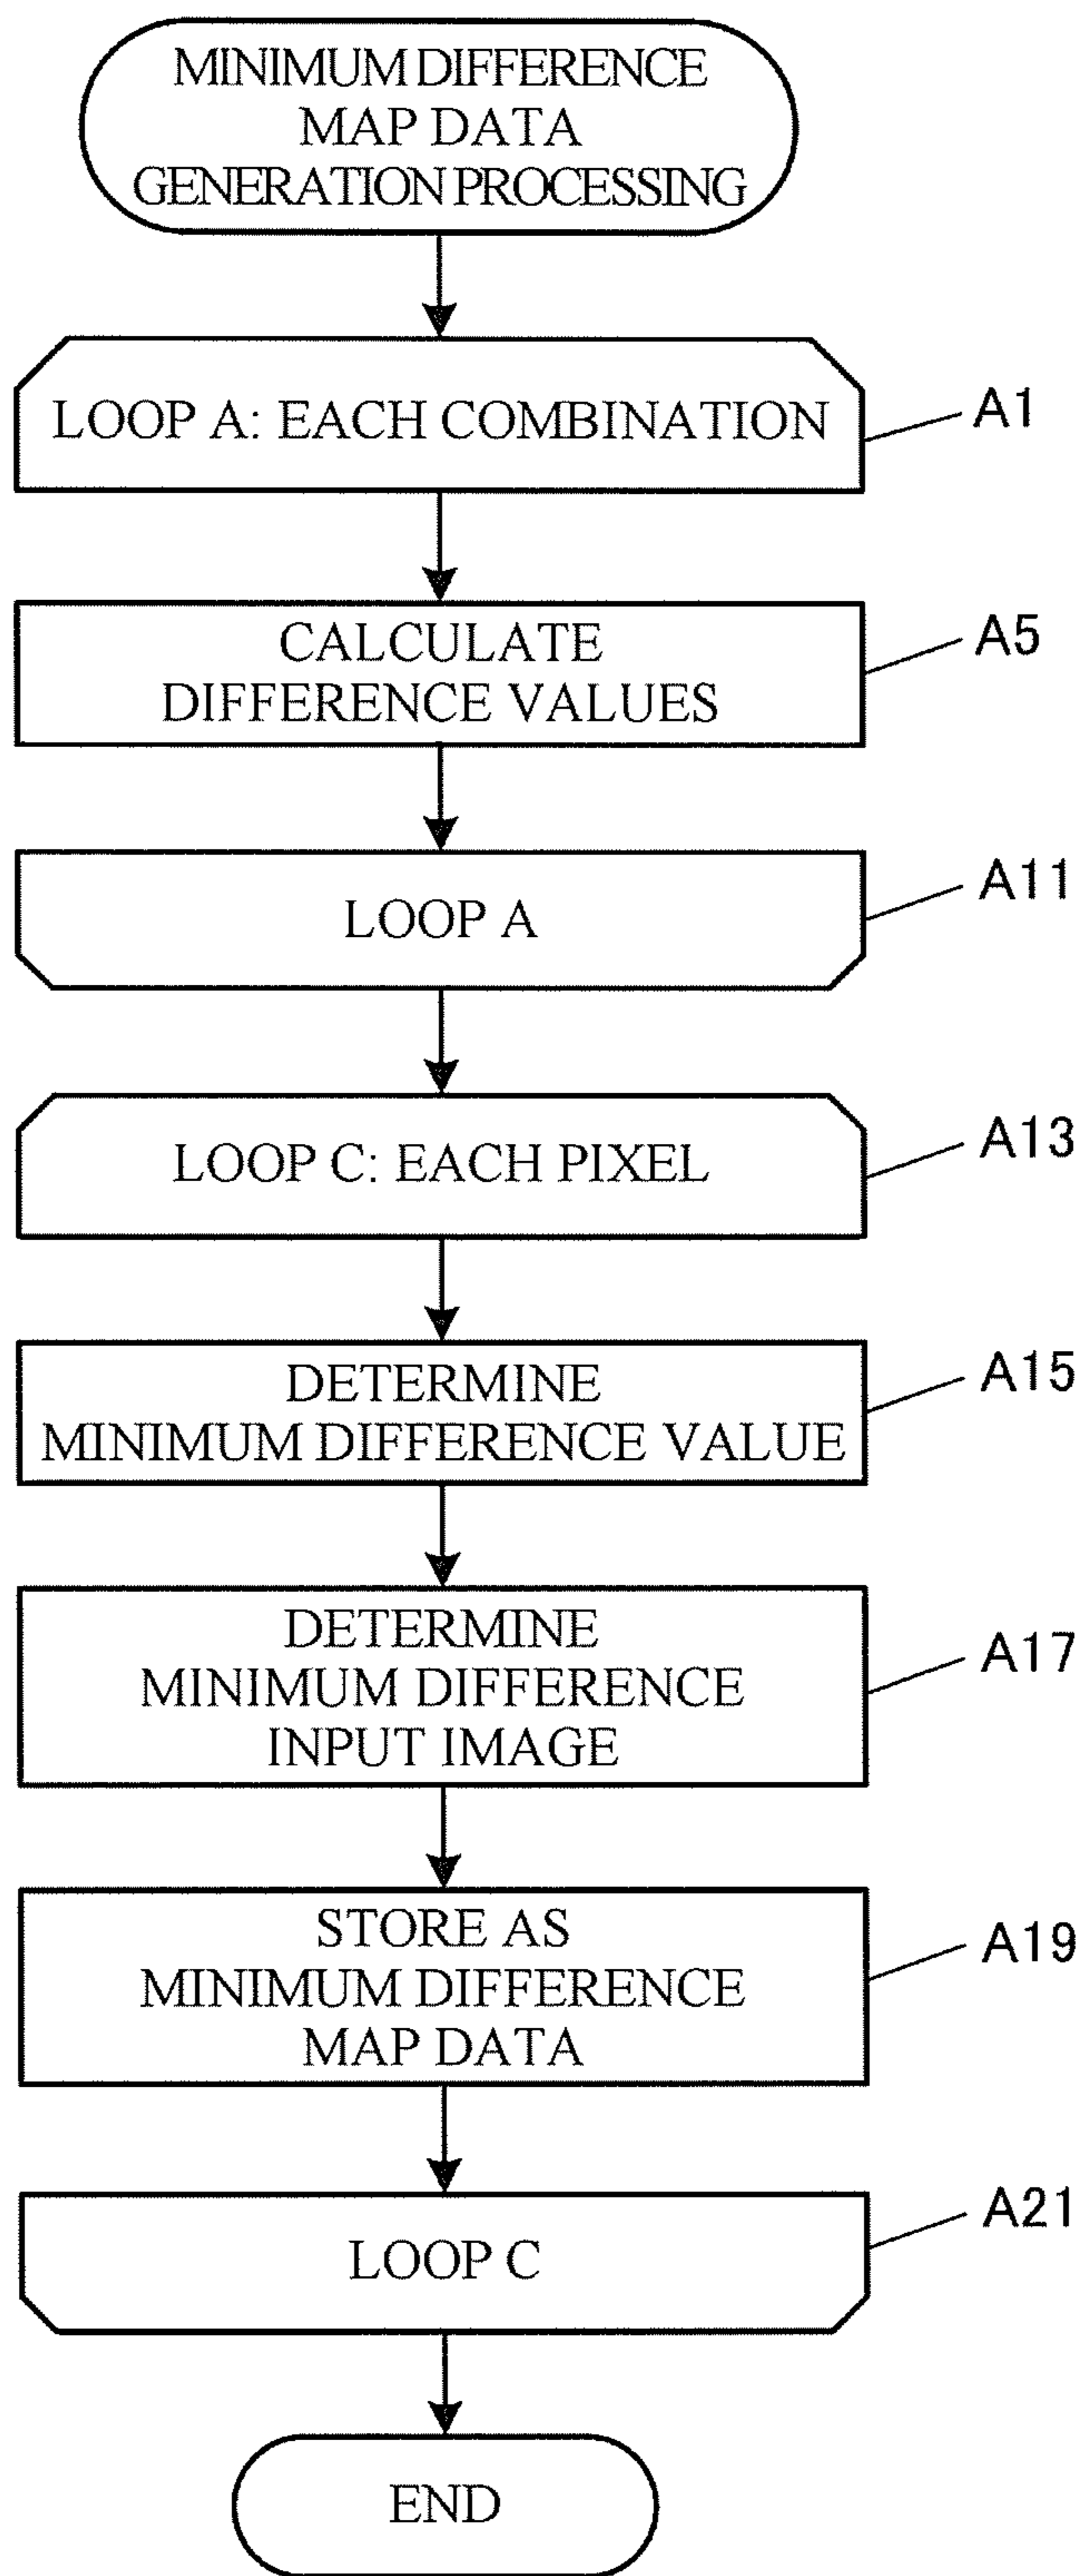 MINIMUM DIFFERENCE
MAP DATA
GENERATION PROCESSING
LOOP A: EACH COMBINATION
A1
CALCULATE
DIFFERENCE VALUES
A5
LOOP A
A11
LOOP C: EACH PIXEL
A13
DETERMINE
MINIMUM DIFFERENCE VALUE
A15
DETERMINE
MINIMUM DIFFERENCE
INPUT IMAGE
A17
STORE AS
MINIMUM DIFFERENCE
MAP DATA
A19
LOOP C
A21
END